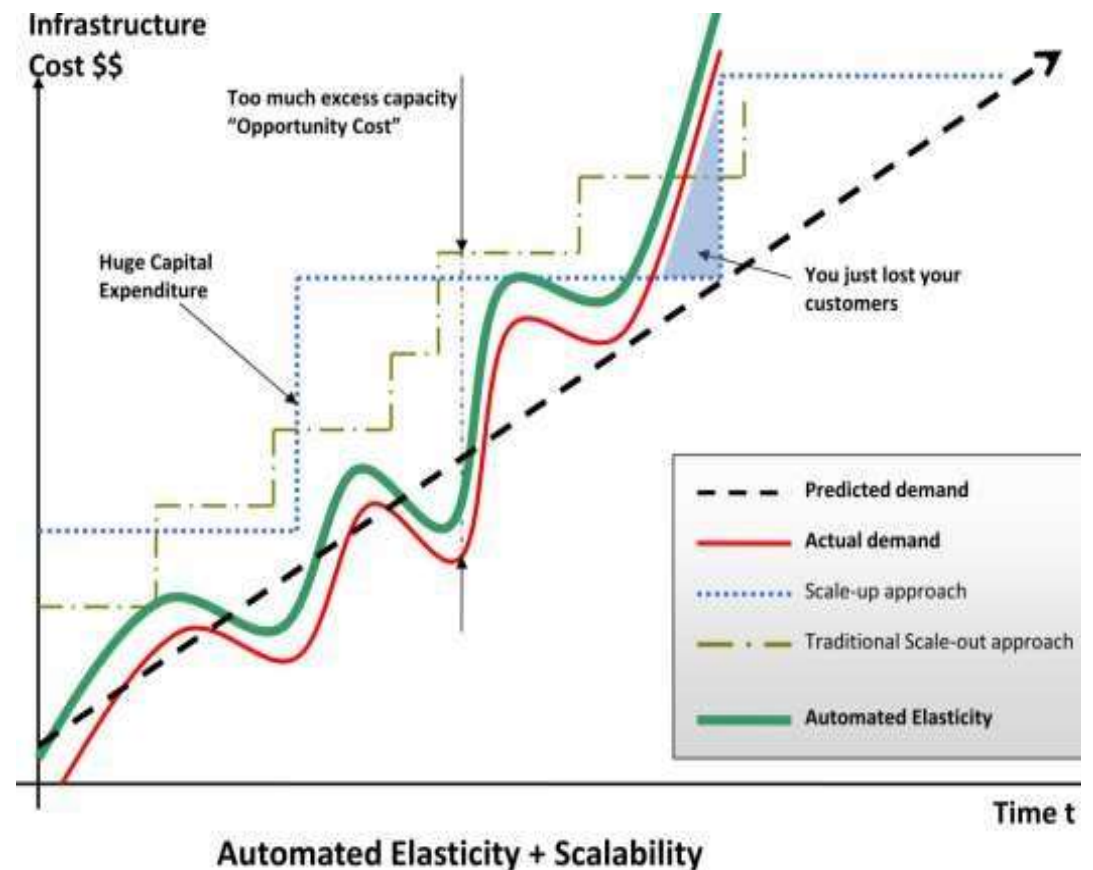 Infrastructure
Cost $$
Too much excess capacity
“Opportunity Cost”
Huge Capital
Expenditure
You just lost your
customers
Predicted demand
Actual demand
Scale-up approach
Traditional Scale-out approach
Automated Elasticity
Time t
Automated Elasticity + Scalability